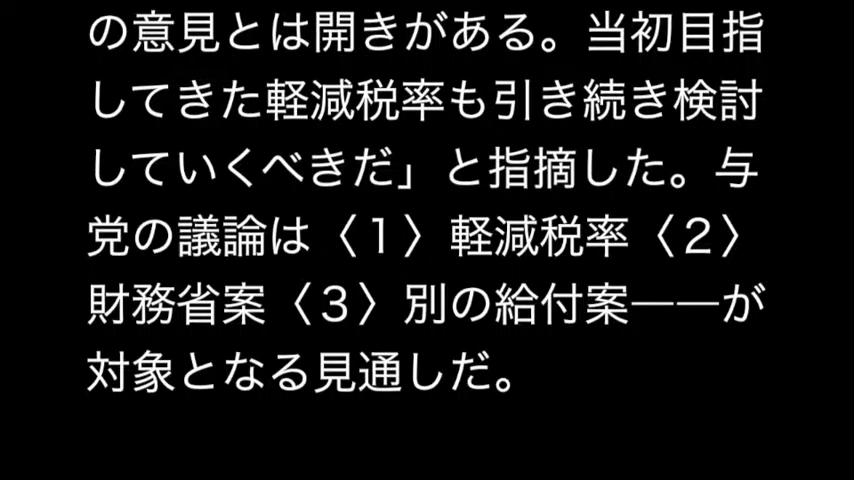 の意見とは開きがある。当初目指
してきた軽減税率も引き続き検討
していくべきだ」と指摘した。与
党の議論は〈１〉軽減税率〈２〉
財務省案〈３〉別の給付案――が
対象となる見通しだ。